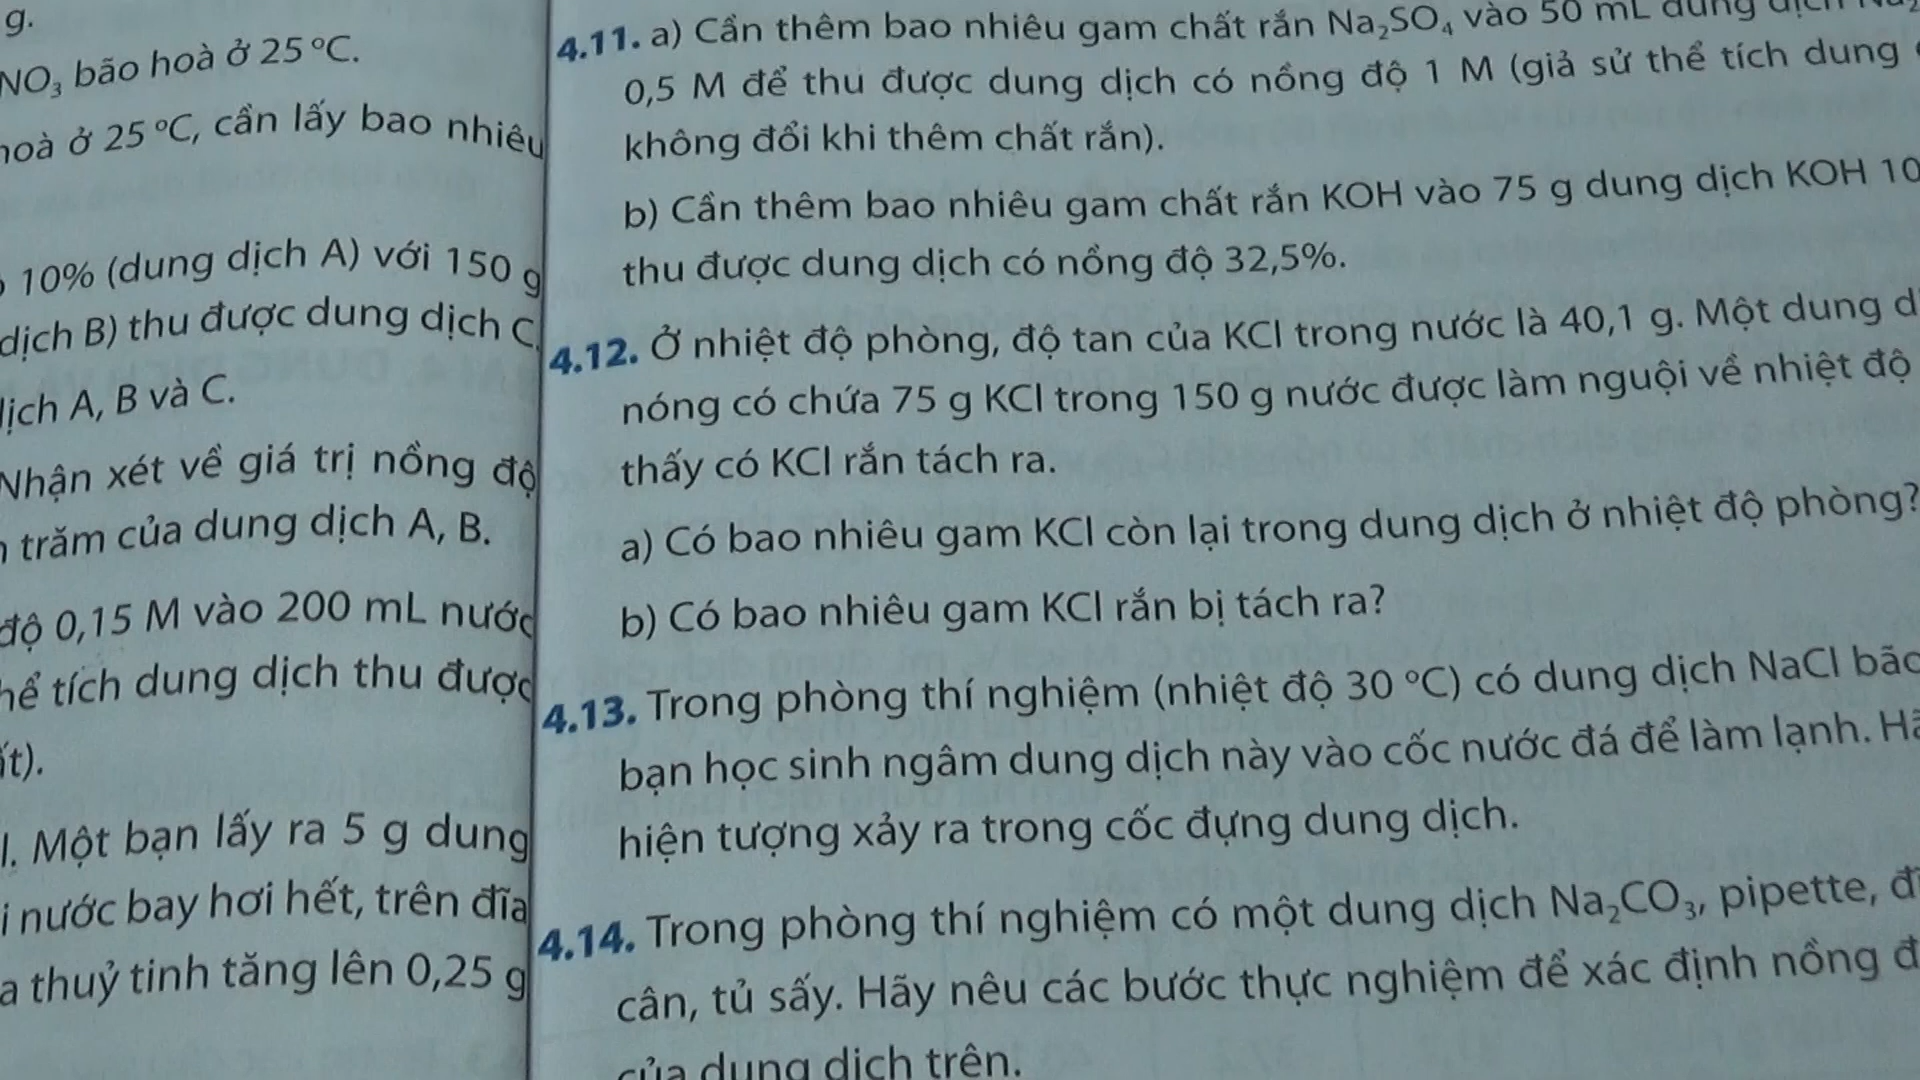 g.
NO₃ bão hoà ở 25 °C.
hoà ở 25 °C, cần lấy bao nhiêu
10% (dung dịch A) với 150 g
dịch B) thu được dung dịch C.
dịch A, B và C.
Nhận xét về giá trị nồng độ
trăm của dung dịch A, B.
độ 0,15 M vào 200 mL nước
thể tích dung dịch thu được
Một bạn lấy ra 5 g dung
nước bay hơi hết, trên đĩa
thuỷ tinh tăng lên 0,25 g
4.11. a) Cần thêm bao nhiêu gam chất rắn Na₂SO₄ vào 50 mL dung dịch
0,5 M để thu được dung dịch có nồng độ 1 M (giả sử thể tích dung
không đổi khi thêm chất rắn).
b) Cần thêm bao nhiêu gam chất rắn KOH vào 75 g dung dịch KOH 10
thu được dung dịch có nồng độ 32,5%.
4.12. Ở nhiệt độ phòng, độ tan của KCl trong nước là 40,1 g. Một dung
nóng có chứa 75 g KCl trong 150 g nước được làm nguội về nhiệt độ
thấy có KCl rắn tách ra.
a) Có bao nhiêu gam KCl còn lại trong dung dịch ở nhiệt độ phòng?
b) Có bao nhiêu gam KCl rắn bị tách ra?
4.13. Trong phòng thí nghiệm (nhiệt độ 30 °C) có dung dịch NaCl bão
bạn học sinh ngâm dung dịch này vào cốc nước đá để làm lạnh.
hiện tượng xảy ra trong cốc đựng dung dịch.
4.14. Trong phòng thí nghiệm có một dung dịch Na₂CO₃, pipette,
cân, tủ sấy. Hãy nêu các bước thực nghiệm để xác định nồng
của dung dịch trên.